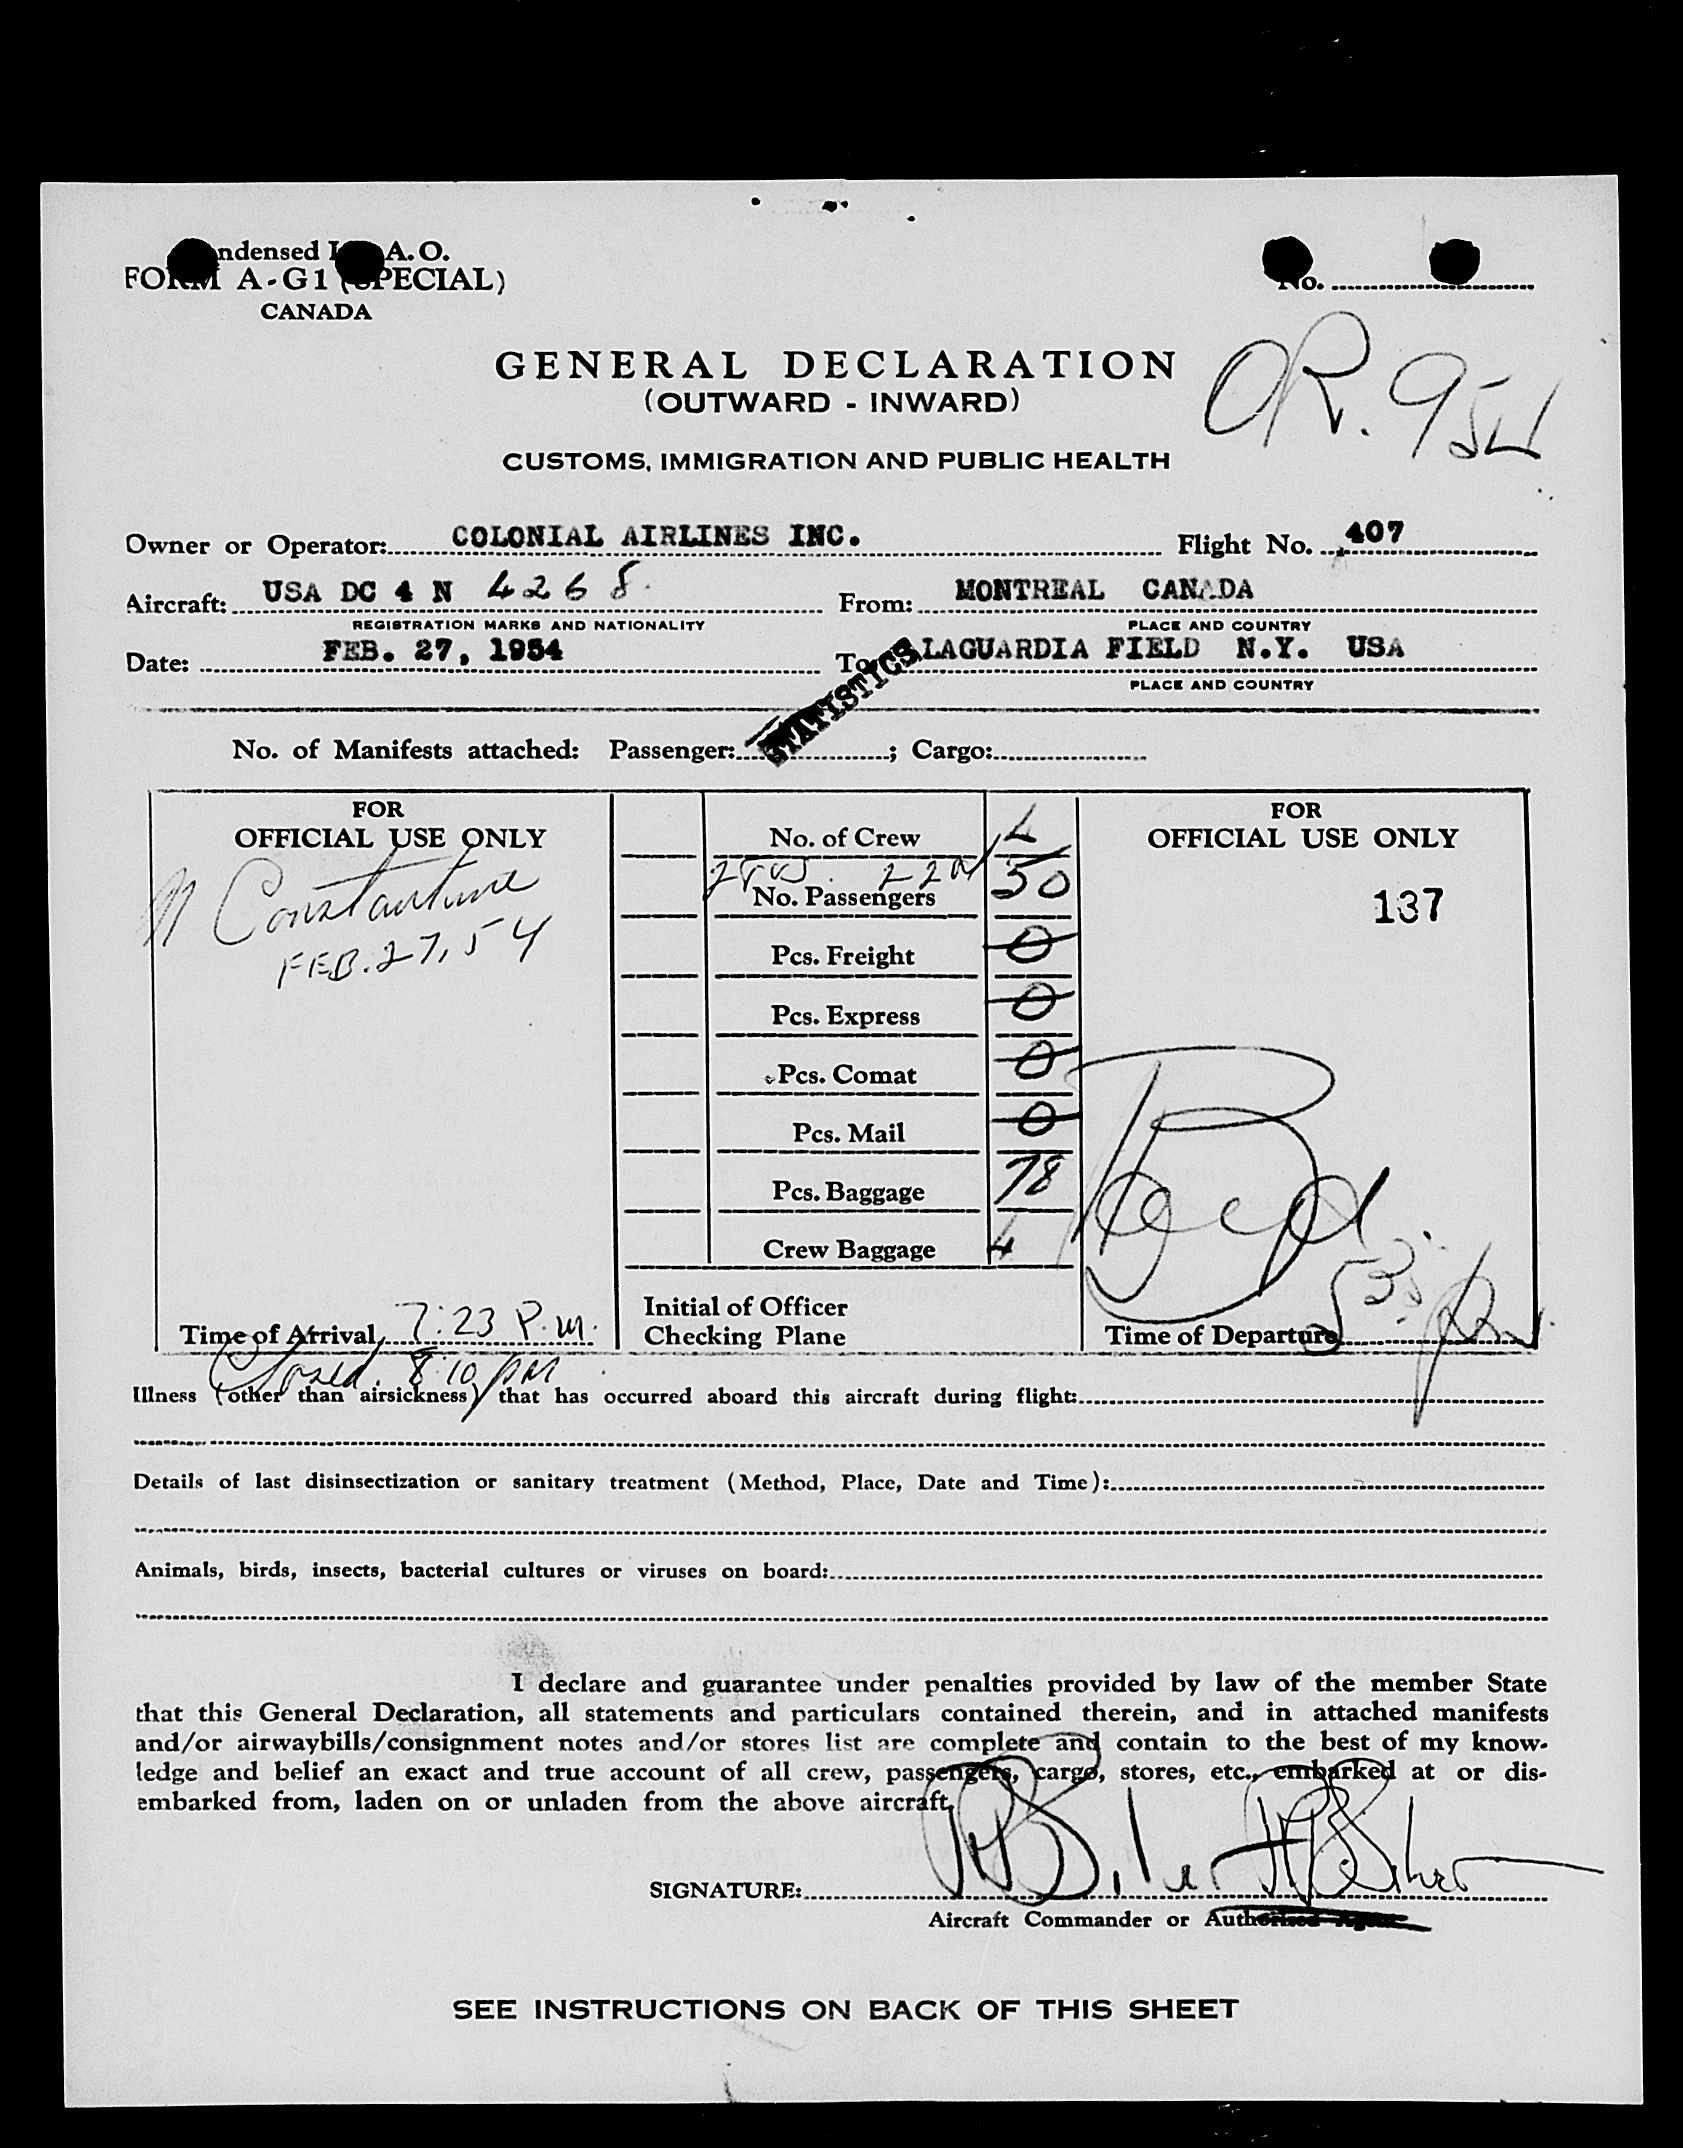 ndensed I A.O. No.
FORM A-G1 (SPECIAL)
CANADA
GENERAL DECLARATION
(OUTWARD - INWARD)
OR. 954
CUSTOMS, IMMIGRATION AND PUBLIC HEALTH
Owner or Operator: COLONIAL AIRLINES INC. Flight No. 407
Aircraft: USA DC 4 N 4268 From: MONTREAL CANADA
REGISTRATION MARKS AND NATIONALITY PLACE AND COUNTRY
Date: FEB. 27, 1954 To: LAGUARDIA FIELD N.Y. USA
PLACE AND COUNTRY
STATISTICS
No. of Manifests attached: Passenger: ; Cargo:
FOR
OFFICIAL USE ONLY
N Constantine
FEB. 27, 54
Time of Arrival 7:23 P.M.
Closed. 8:10 PM
No. of Crew 4
No. Passengers 50
Pcs. Freight 0
Pcs. Express 0
Pcs. Comat 0
Pcs. Mail 0
Pcs. Baggage 78
Crew Baggage 4
Initial of Officer
Checking Plane
FOR
OFFICIAL USE ONLY
137
Time of Departure
Illness (other than airsickness) that has occurred aboard this aircraft during flight:
Details of last disinsectization or sanitary treatment (Method, Place, Date and Time):
Animals, birds, insects, bacterial cultures or viruses on board:
I declare and guarantee under penalties provided by law of the member State
that this General Declaration, all statements and particulars contained therein, and in attached manifests
and/or airwaybills/consignment notes and/or stores list are complete and contain to the best of my know-
ledge and belief an exact and true account of all crew, passengers, cargo, stores, etc., embarked at or dis-
embarked from, laden on or unladen from the above aircraft.
SIGNATURE:
Aircraft Commander or Authorized Agent
SEE INSTRUCTIONS ON BACK OF THIS SHEET